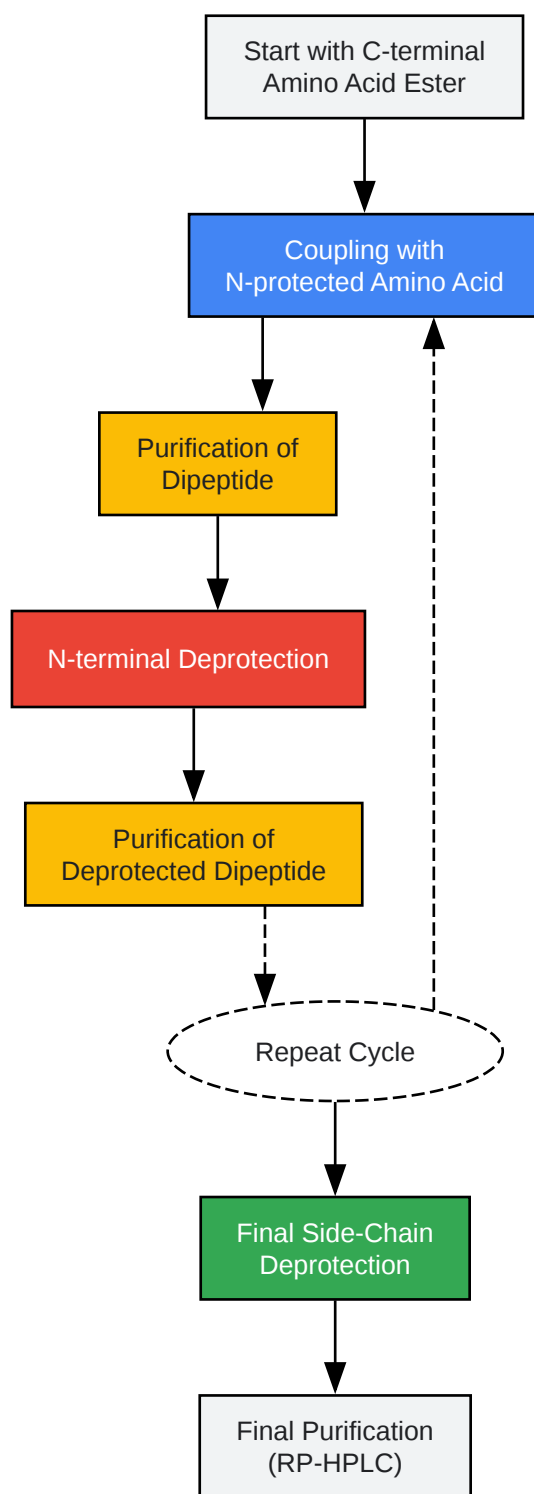 Start with C-terminal
Amino Acid Ester
Coupling with
N-protected Amino Acid
Purification of
Dipeptide
N-terminal Deprotection
Purification of
Deprotected Dipeptide
Repeat Cycle
Final Side-Chain
Deprotection
Final Purification
(RP-HPLC)